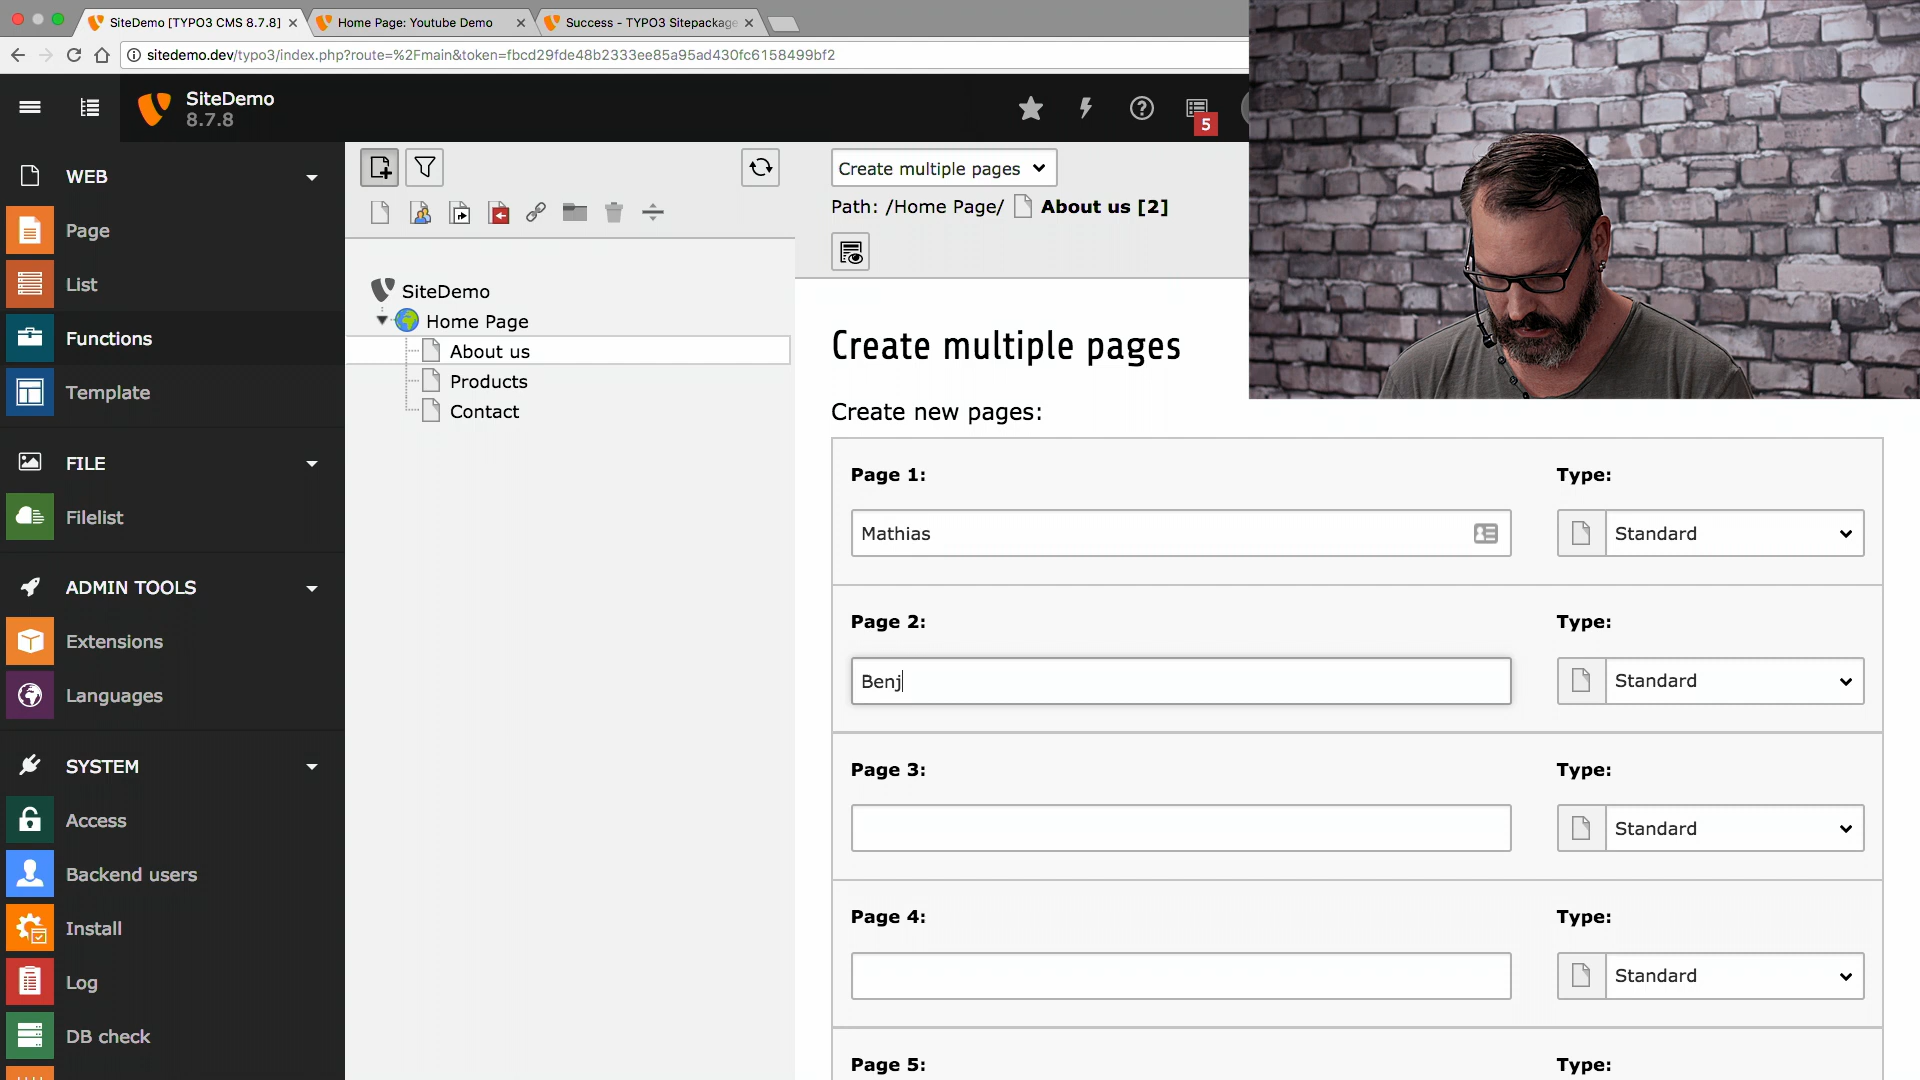 SiteDemo [TYPO3 CMS 8.7.8]
Home Page: Youtube Demo
Success - TYPO3 Sitepackage
sitedemo.dev/typo3/index.php?route=%2Fmain&token=fbcd29fde48b2333ee85a95ad430fc6158499bf2
SiteDemo
8.7.8
5
WEB
Page
List
Functions
Template
FILE
Filelist
ADMIN TOOLS
Extensions
Languages
SYSTEM
Access
Backend users
Install
Log
DB check
SiteDemo
Home Page
About us
Products
Contact
Create multiple pages
Path: /Home Page/ About us [2]
Create multiple pages
Create new pages:
Page 1: Type:
Mathias Standard
Page 2: Type:
Benj Standard
Page 3: Type:
Standard
Page 4: Type:
Standard
Page 5: Type: